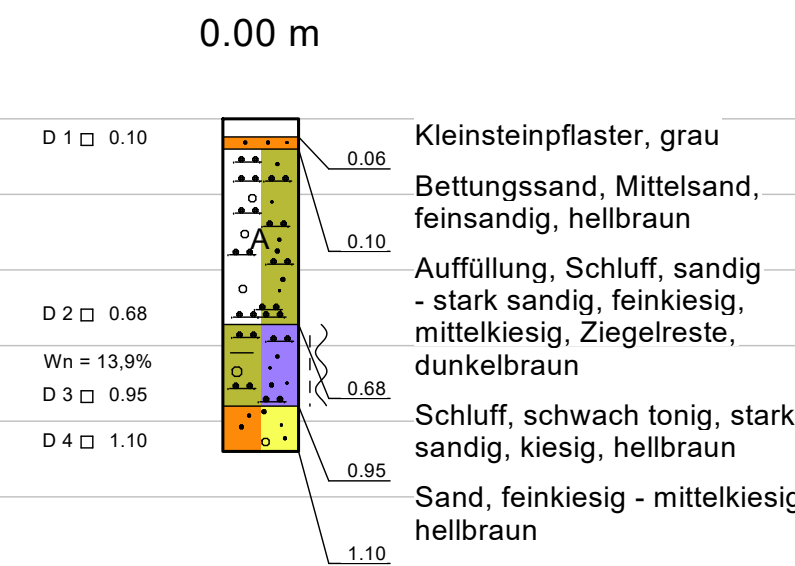 0.00 m
D 1 0.10
Kleinsteinpflaster, grau
0.06
Bettungssand, Mittelsand,
feinsandig, hellbraun
0.10
A
Auffüllung, Schluff, sandig
- stark sandig, feinkiesig,
mittelkiesig, Ziegelreste,
dunkelbraun
D 2 0.68
Wn = 13,9%
0.68
D 3 0.95
Schluff, schwach tonig, stark
sandig, kiesig, hellbraun
D 4 1.10
0.95
Sand, feinkiesig - mittelkiesig
hellbraun
1.10